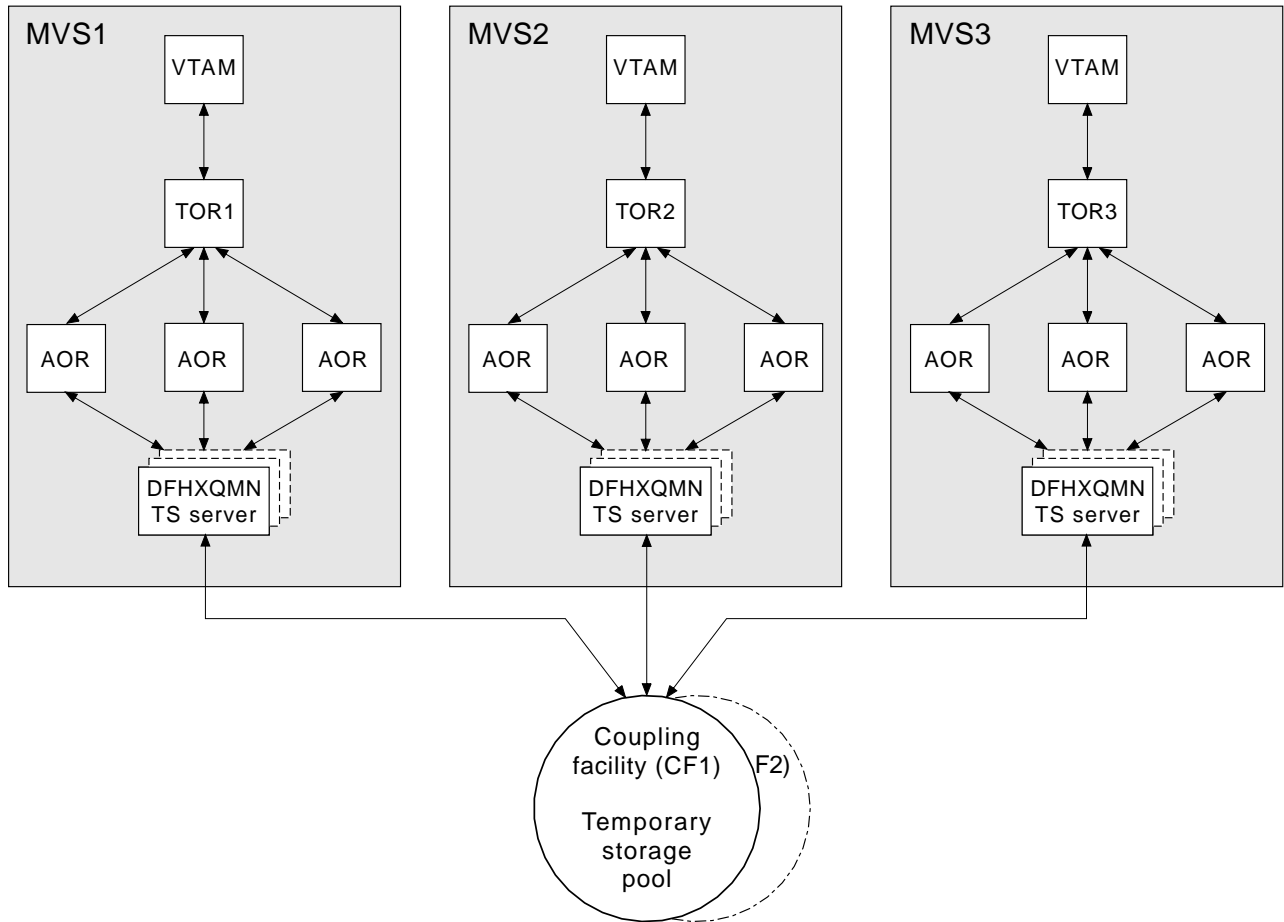 MVS1
VTAM
TOR1
AOR
AOR
AOR
DFHXQMN
TS server
MVS2
VTAM
TOR2
AOR
AOR
AOR
DFHXQMN
TS server
MVS3
VTAM
TOR3
AOR
AOR
AOR
DFHXQMN
TS server
Coupling
facility (CF1)
F2)
Temporary
storage
pool